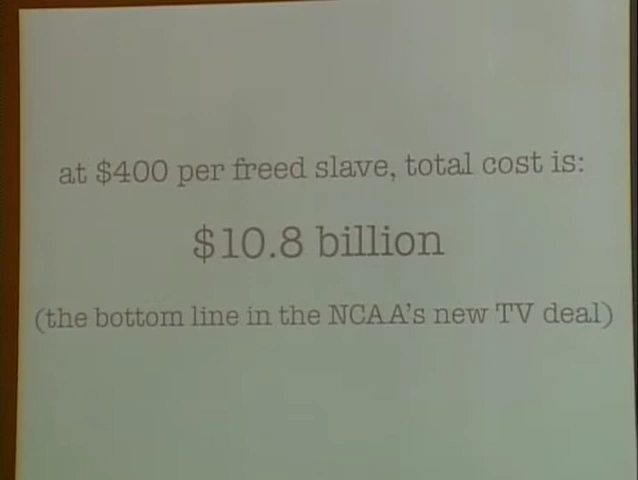 at $400 per freed slave, total cost is:
$10.8 billion
(the bottom line in the NCAA's new TV deal)